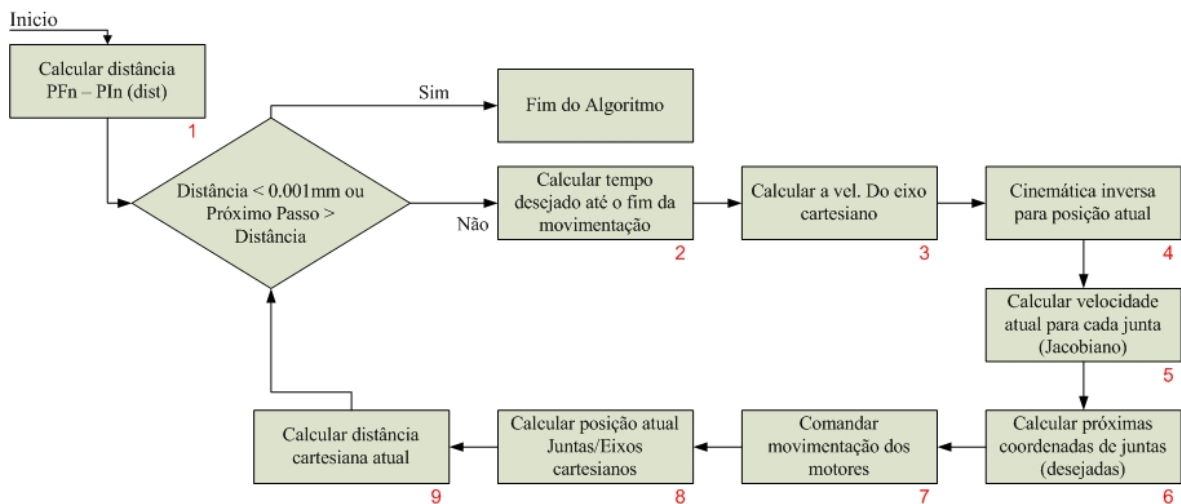 Inicio
Calcular distância
PFn – PIn (dist)
1
Distância < 0.001mm ou
Próximo Passo >
Distância
Sim
Fim do Algoritmo
Não
Calcular tempo
desejado até o fim da
movimentação
2
Calcular a vel. Do eixo
cartesiano
3
Cinemática inversa
para posição atual
4
Calcular velocidade
atual para cada junta
(Jacobiano)
5
Calcular próximas
coordenadas de juntas
(desejadas)
6
Comandar
movimentação dos
motores
7
Calcular posição atual
Juntas/Eixos
cartesianos
8
Calcular distância
cartesiana atual
9